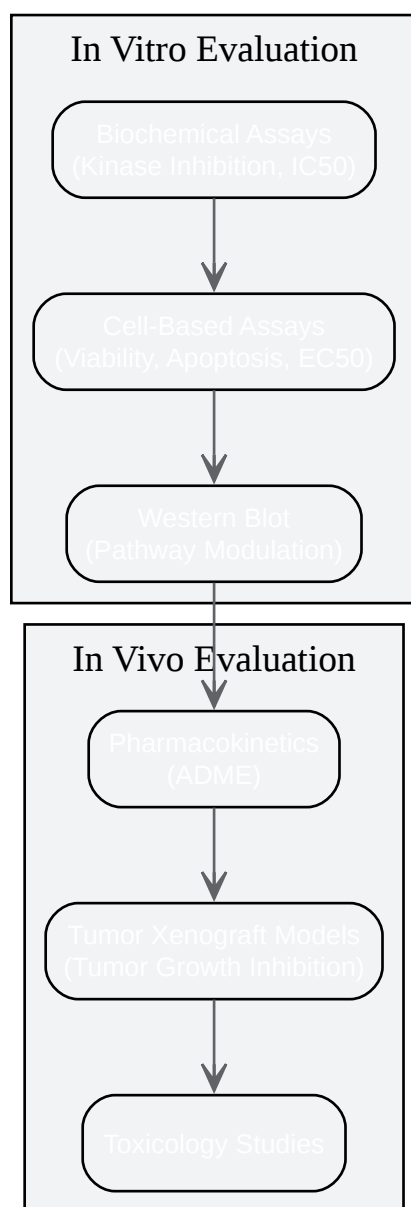 In Vitro Evaluation
Biochemical Assays
(Kinase Inhibition, IC50)
Cell-Based Assays
(Viability, Apoptosis, EC50)
Western Blot
(Pathway Modulation)
In Vivo Evaluation
Pharmacokinetics
(ADME)
Tumor Xenograft Models
(Tumor Growth Inhibition)
Toxicology Studies